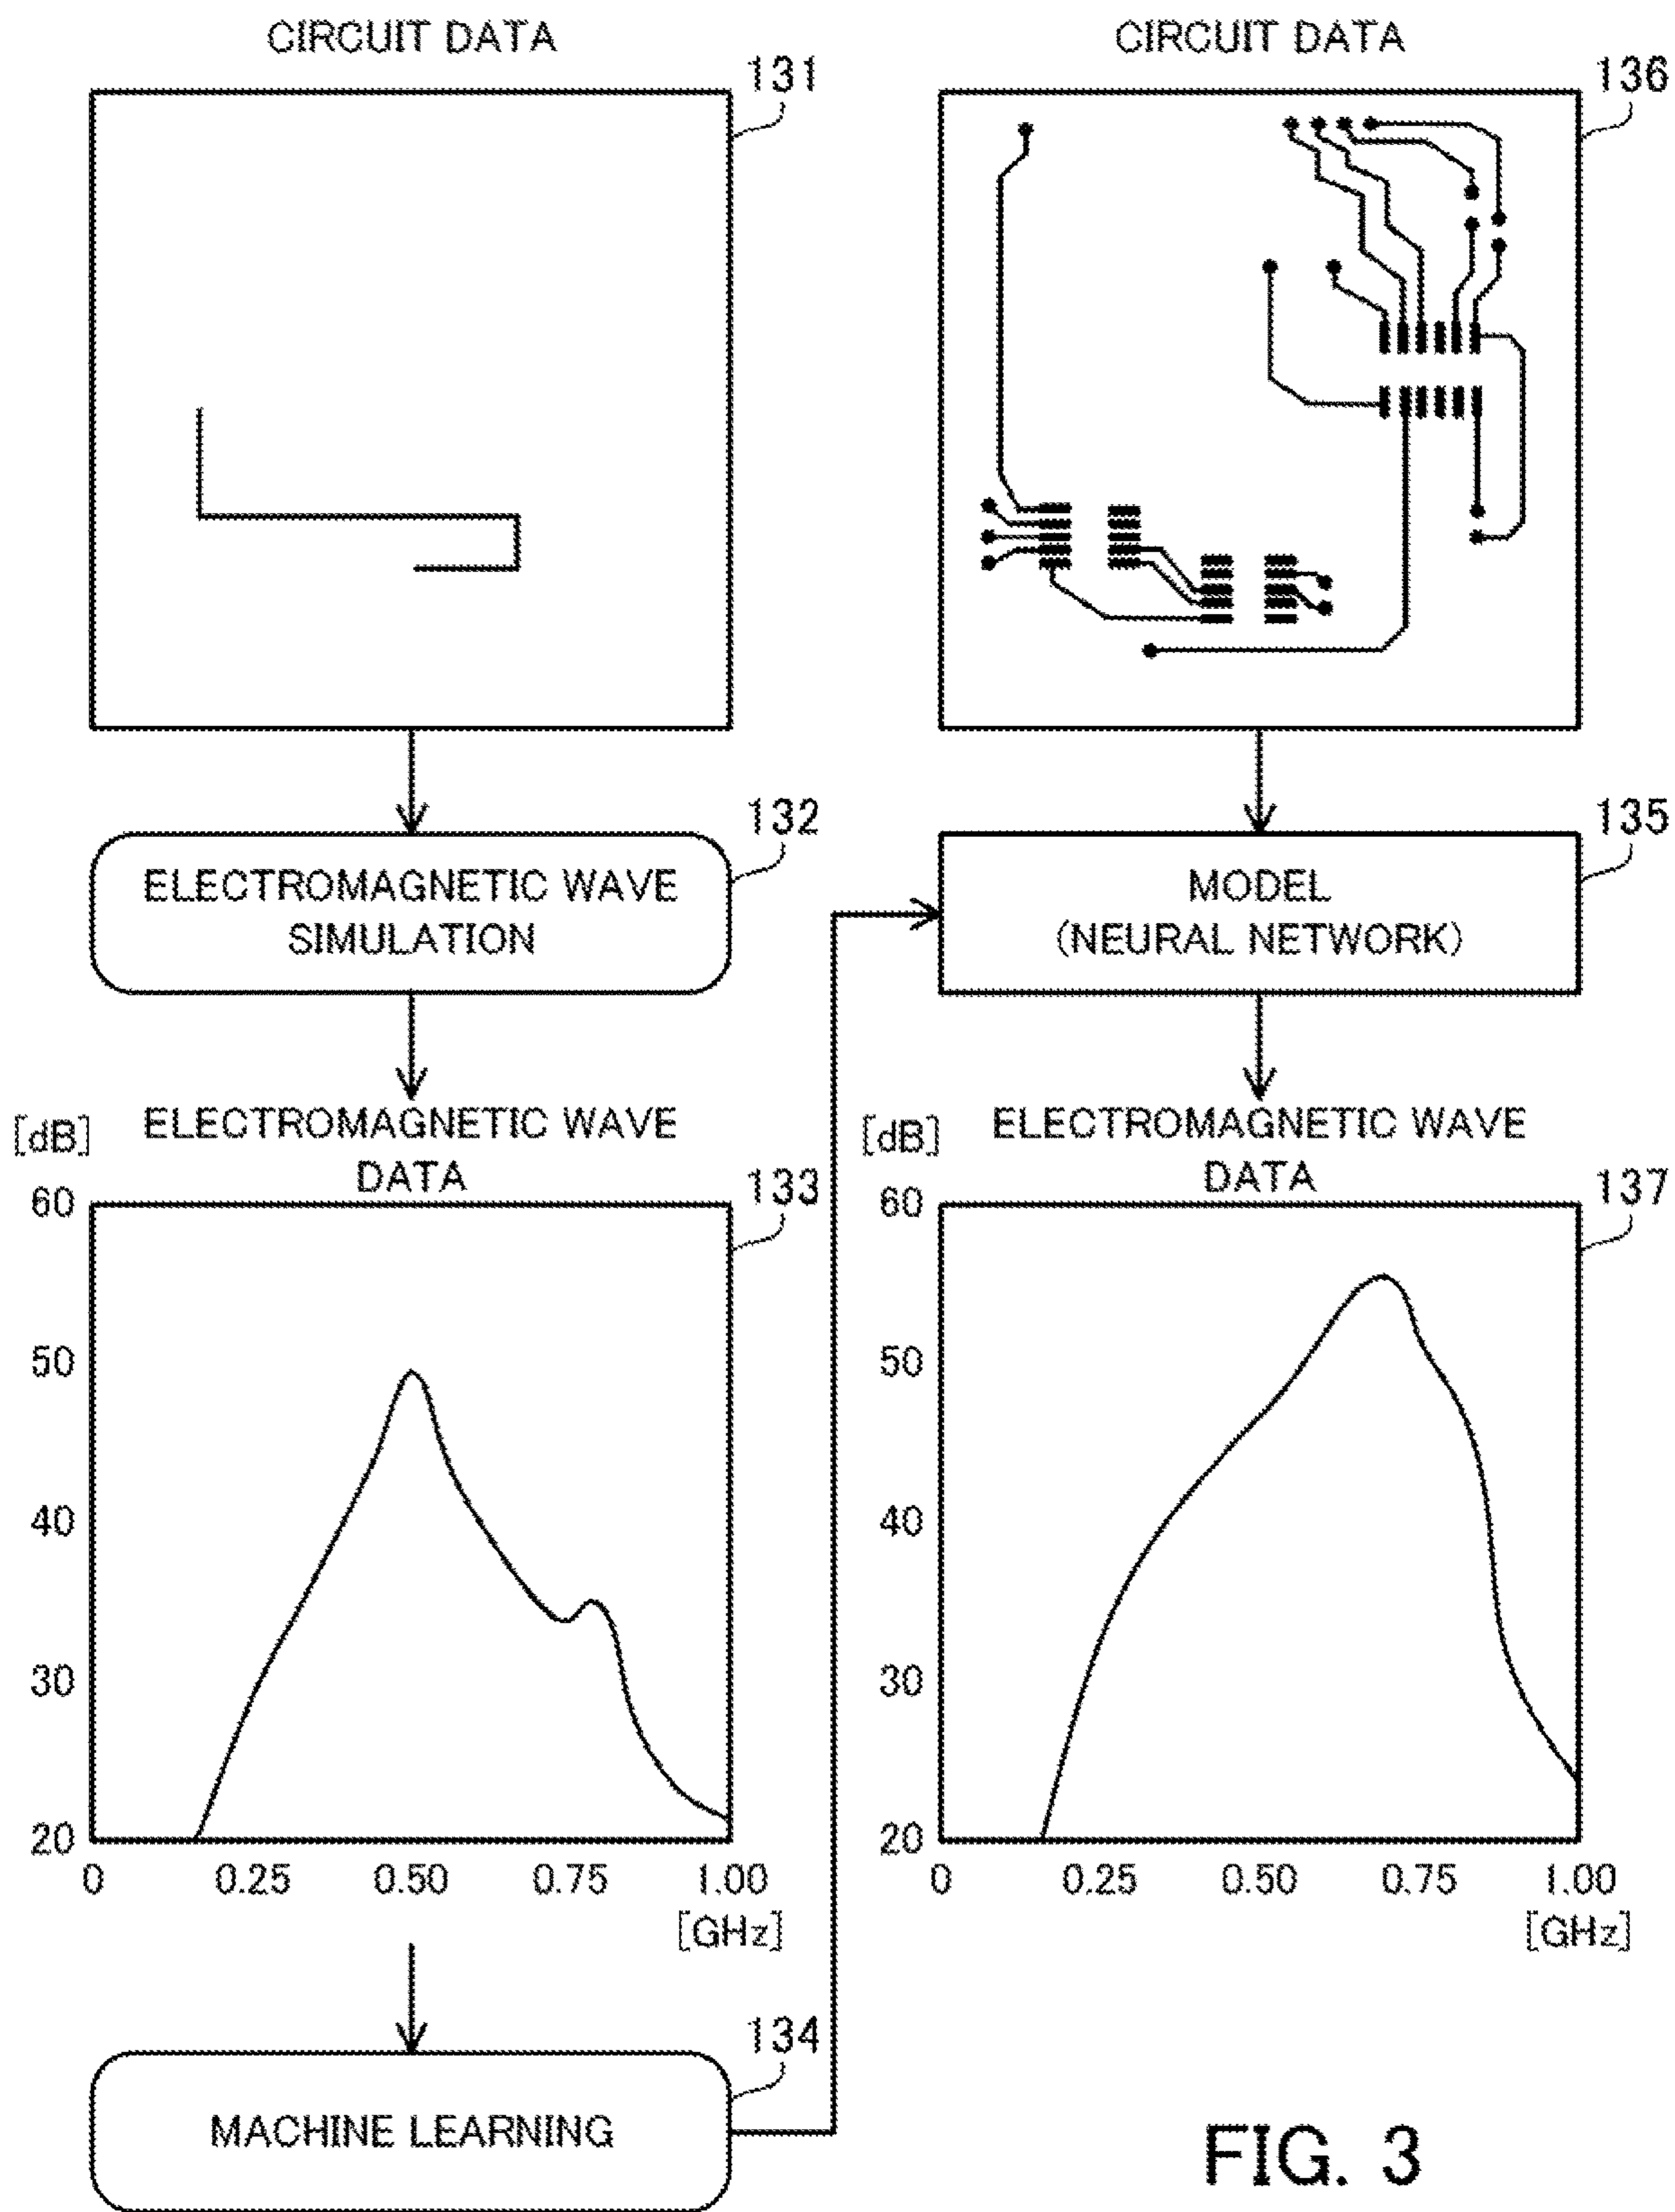 CIRCUIT DATA
131
132
ELECTROMAGNETIC WAVE
SIMULATION
[dB]
ELECTROMAGNETIC WAVE
DATA
133
60
50
40
30
20
0 0.25 0.50 0.75 1.00
[GHz]
134
MACHINE LEARNING
CIRCUIT DATA
136
135
MODEL
(NEURAL NETWORK)
[dB]
ELECTROMAGNETIC WAVE
DATA
137
60
50
40
30
20
0 0.25 0.50 0.75 1.00
[GHz]
FIG. 3